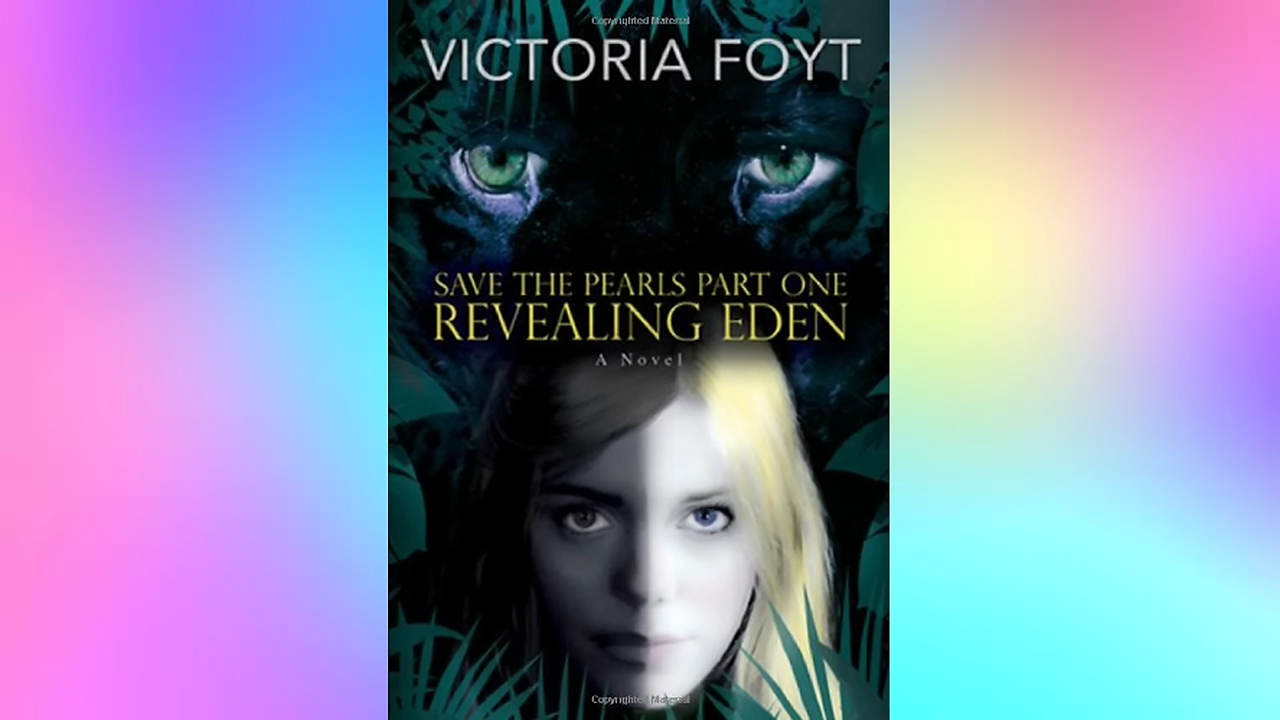 Copyrighted Material
VICTORIA FOYT
SAVE THE PEARLS PART ONE
REVEALING EDEN
A Novel
Copyrighted Material